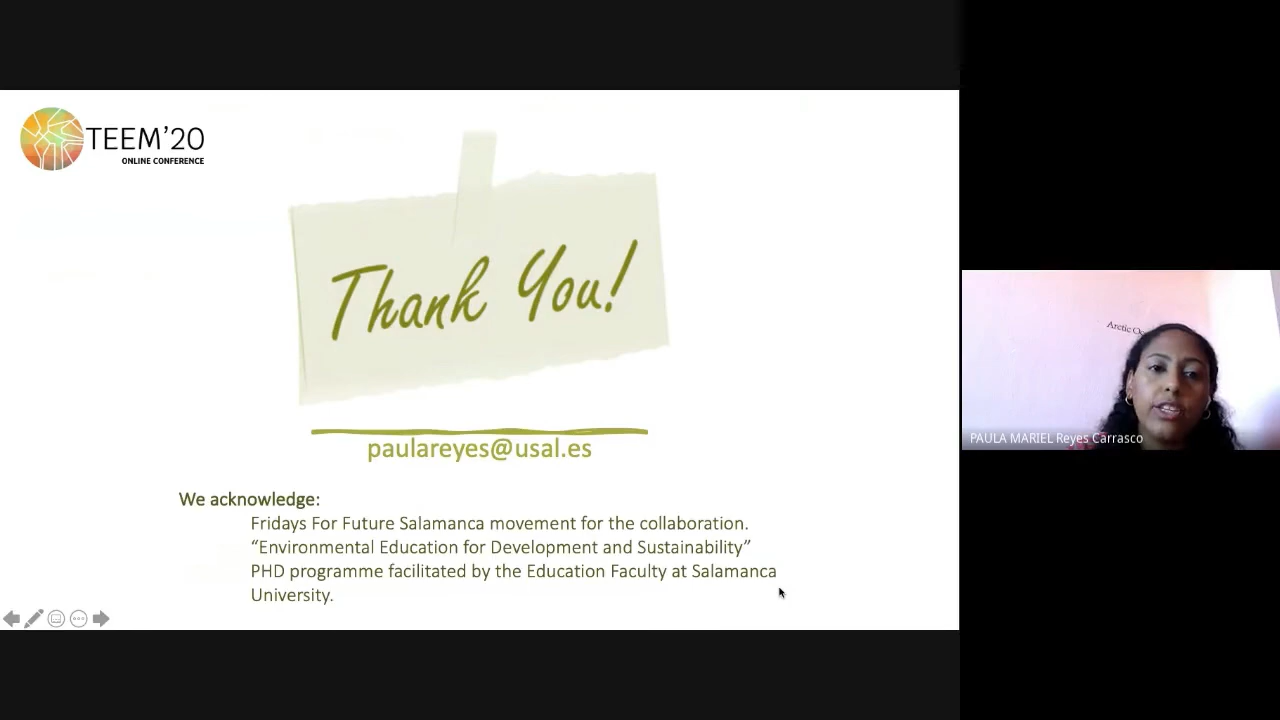 TEEM’20
ONLINE CONFERENCE
Thank You!
paulareyes@usal.es
We acknowledge:
Fridays For Future Salamanca movement for the collaboration.
“Environmental Education for Development and Sustainability”
PHD programme facilitated by the Education Faculty at Salamanca
University.
Arctic
PAULA MARIEL Reyes Carrasco